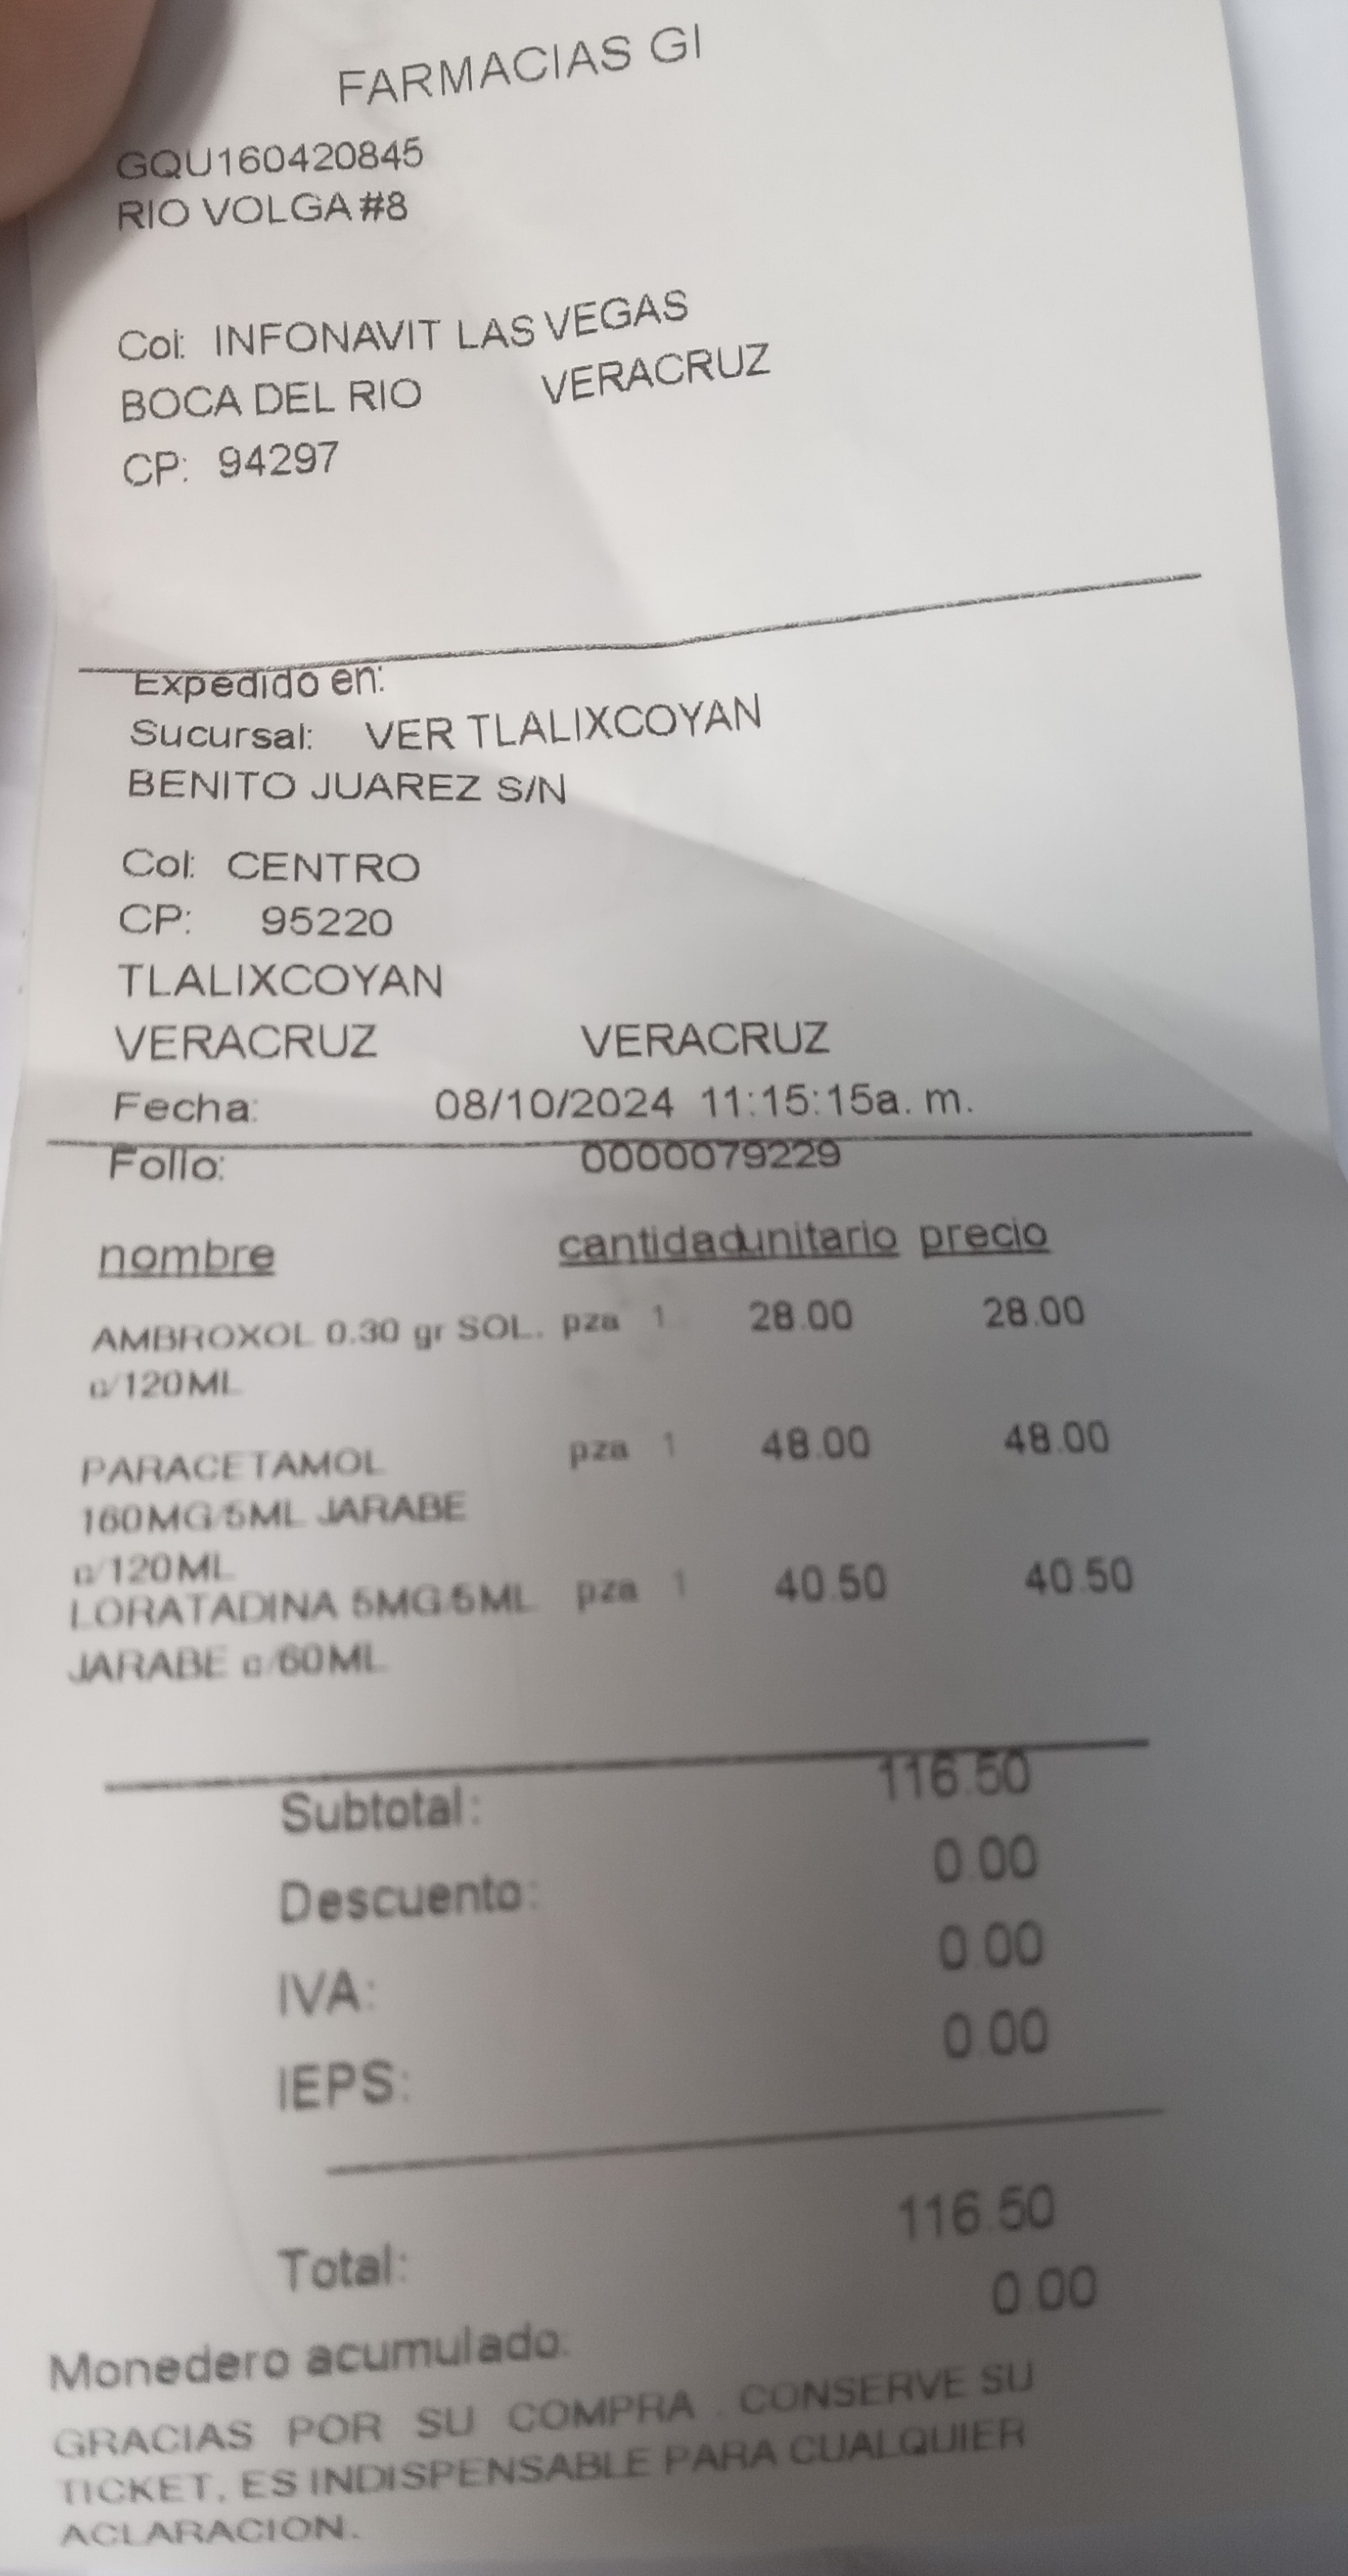 FARMACIAS GI
GQU160420845
RIO VOLGA #8
Col: INFONAVIT LAS VEGAS
BOCA DEL RIO VERACRUZ
CP: 94297
Expedido en:
Sucursal: VER TLALIXCOYAN
BENITO JUAREZ S/N
Col: CENTRO
CP: 95220
TLALIXCOYAN
VERACRUZ VERACRUZ
Fecha: 08/10/2024 11:15:15a. m.
Folio: 0000079229
nombre cantidad unitario precio
AMBROXOL 0.30 gr SOL. pza 1 28.00 28.00
c/120ML
PARACETAMOL pza 1 48.00 48.00
160MG/5ML JARABE
c/120ML
LORATADINA 5MG/5ML pza 1 40.50 40.50
JARABE c/60ML
Subtotal: 116.50
Descuento: 0.00
IVA: 0.00
IEPS: 0.00
Total: 116.50
Monedero acumulado: 0.00
GRACIAS POR SU COMPRA . CONSERVE SU
TICKET, ES INDISPENSABLE PARA CUALQUIER
ACLARACION.